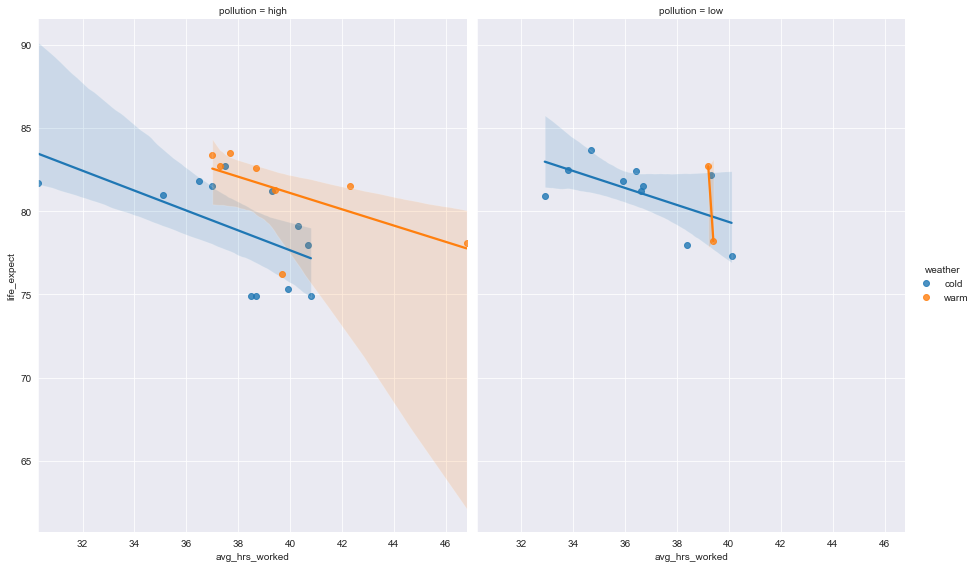 pollution = high
pollution = low
90
85
80
75
70
65
life_expect
32 34 36 38 40 42 44 46
avg_hrs_worked
32 34 36 38 40 42 44 46
avg_hrs_worked
weather
cold
warm